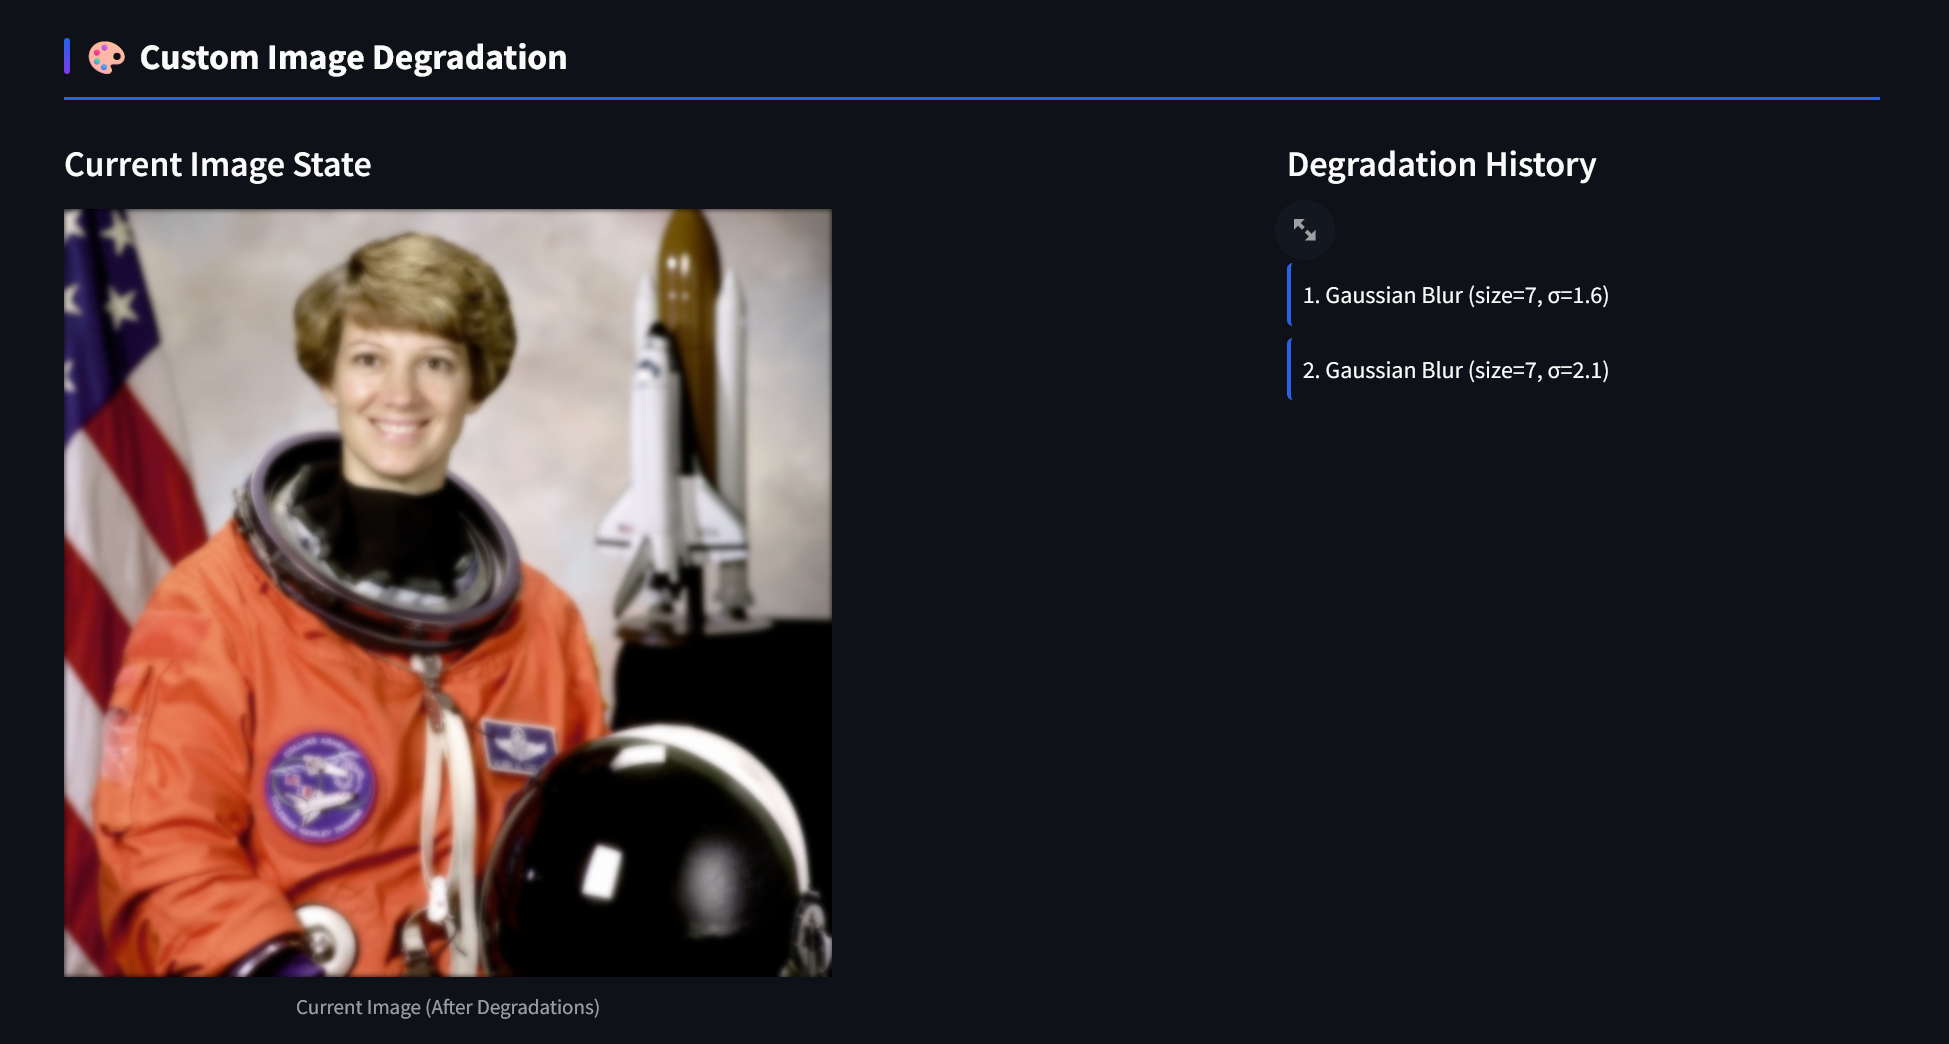 Custom Image Degradation
Current Image State
Degradation History
1. Gaussian Blur (size=7, σ=1.6)
2. Gaussian Blur (size=7, σ=2.1)
Current Image (After Degradations)